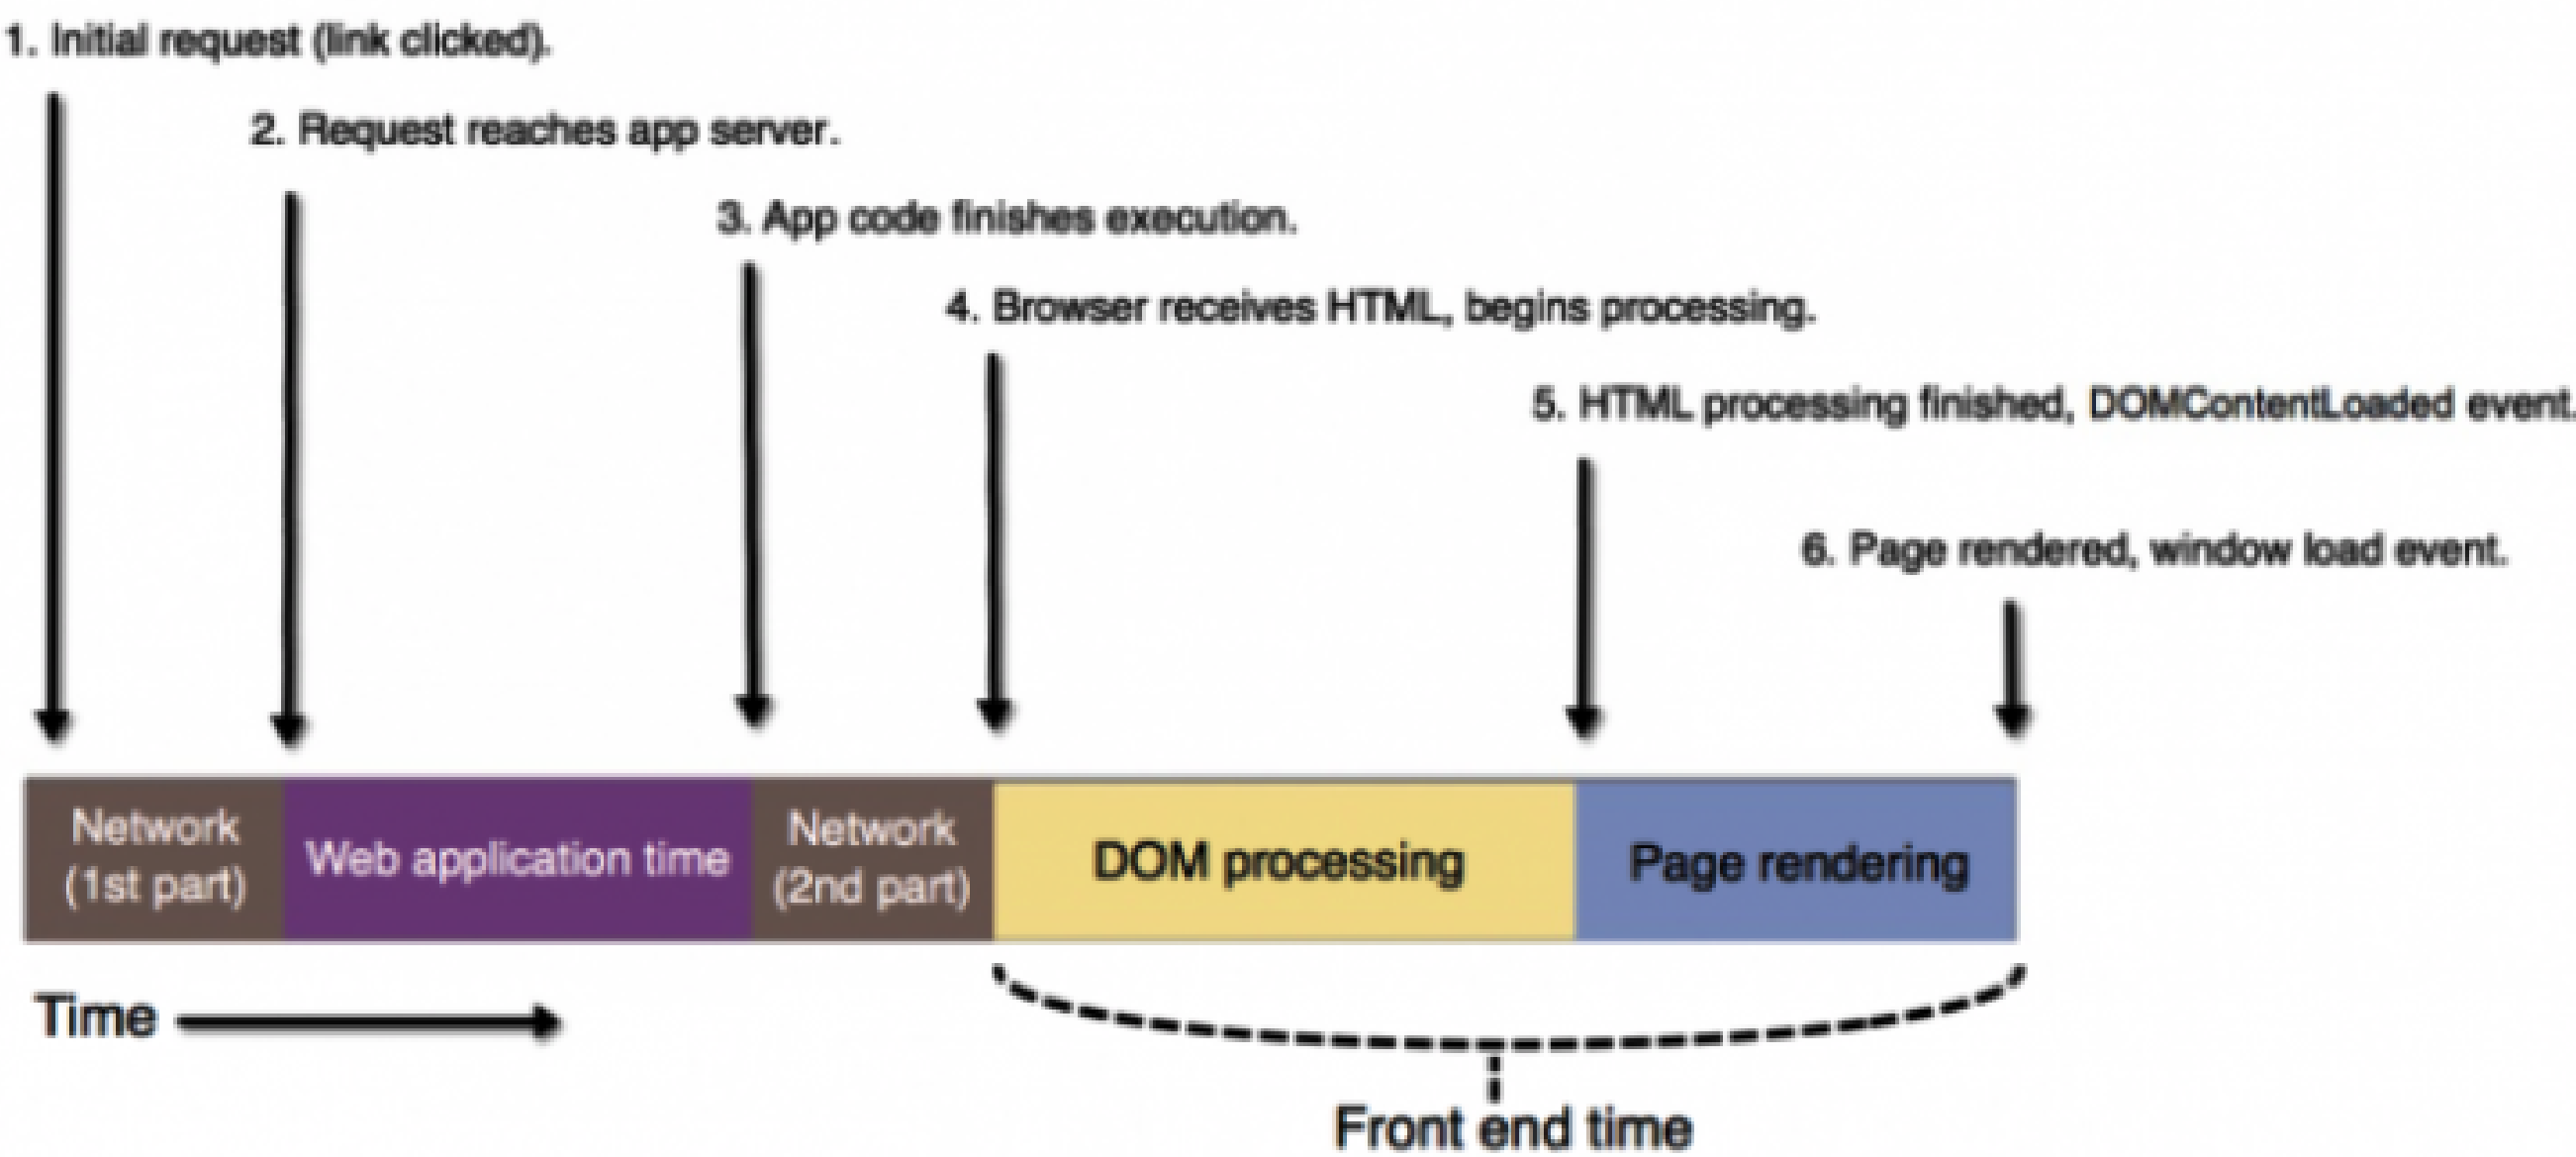 1. Initial request (link clicked).
2. Request reaches app server.
3. App code finishes execution.
4. Browser receives HTML, begins processing.
5. HTML processing finished, DOMContentLoaded event.
6. Page rendered, window load event.
Network
(1st part)
Web application time
Network
(2nd part)
DOM processing
Page rendering
Time
Front end time